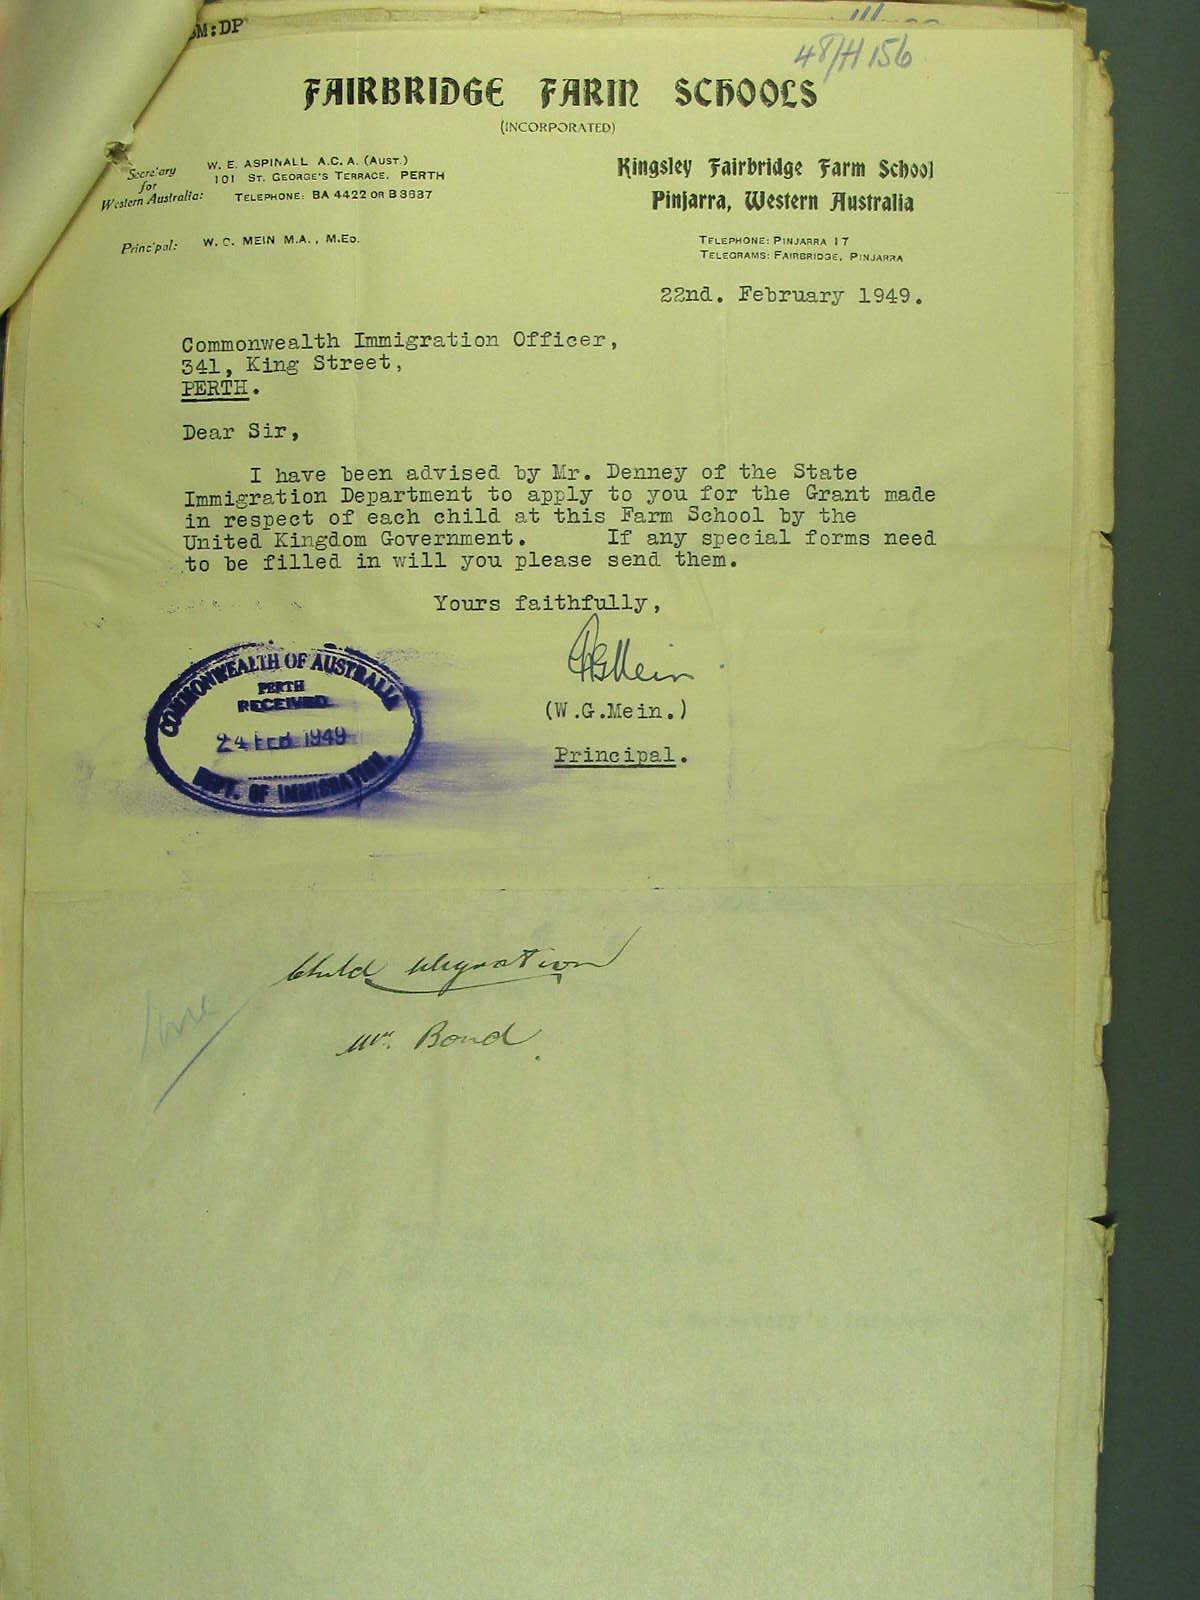 M:DP
48/H156
FAIRBRIDGE FARM SCHOOLS
(INCORPORATED)
Secretary
for
Western Australia:
W. E. ASPINALL A.C.A. (AUST.)
101 ST. GEORGE'S TERRACE, PERTH
TELEPHONE: BA 4422 OR B3637
Principal: W. G. MEIN M.A., M.ED.
Kingsley Fairbridge Farm School
Pinjarra, Western Australia
TELEPHONE: PINJARRA 17
TELEGRAMS: FAIRBRIDGE, PINJARRA
22nd. February 1949.
Commonwealth Immigration Officer,
341, King Street,
PERTH.
Dear Sir,
I have been advised by Mr. Denney of the State
Immigration Department to apply to you for the Grant made
in respect of each child at this Farm School by the
United Kingdom Government. If any special forms need
to be filled in will you please send them.
Yours faithfully,
WGMein
(W.G.Mein.)
Principal.
COMMONWEALTH OF AUSTRALIA
PERTH
RECEIVED
24 FEB 1949
DEPT. OF IMMIGRATION.
Child Migration
Mr. Bond.